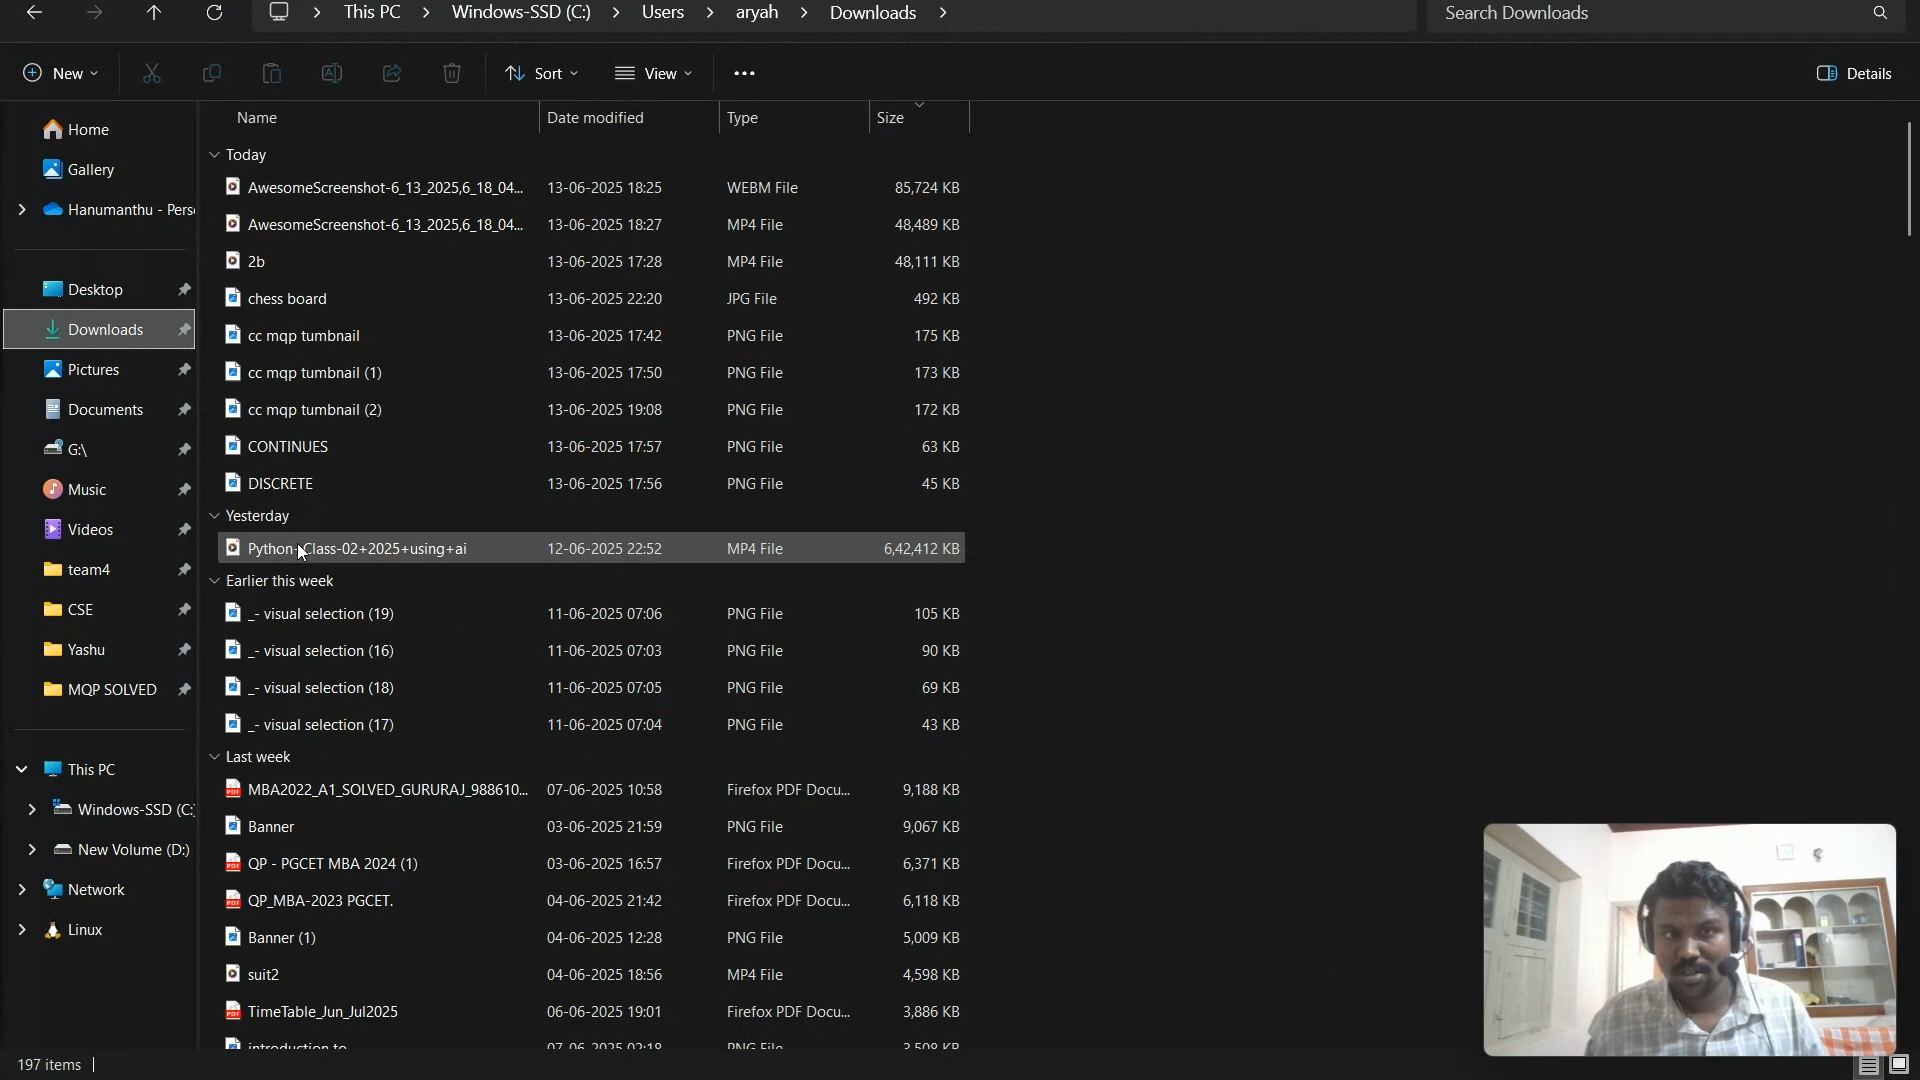 This PC > Windows-SSD (C:) > Users > aryah > Downloads >
Search Downloads
New
Sort
View
Details
Name Date modified Type Size
Home
Gallery
Hanumanthu - Pers
Desktop
Downloads
Pictures
Documents
G:\
Music
Videos
team4
CSE
Yashu
MQP SOLVED
This PC
Windows-SSD (C:
New Volume (D:)
Network
Linux
Today
AwesomeScreenshot-6_13_2025,6_18_04... 13-06-2025 18:25 WEBM File 85,724 KB
AwesomeScreenshot-6_13_2025,6_18_04... 13-06-2025 18:27 MP4 File 48,489 KB
2b 13-06-2025 17:28 MP4 File 48,111 KB
chess board 13-06-2025 22:20 JPG File 492 KB
cc mqp tumbnail 13-06-2025 17:42 PNG File 175 KB
cc mqp tumbnail (1) 13-06-2025 17:50 PNG File 173 KB
cc mqp tumbnail (2) 13-06-2025 19:08 PNG File 172 KB
CONTINUES 13-06-2025 17:57 PNG File 63 KB
DISCRETE 13-06-2025 17:56 PNG File 45 KB
Yesterday
Python-Class-02+2025+using+ai 12-06-2025 22:52 MP4 File 6,42,412 KB
Earlier this week
_- visual selection (19) 11-06-2025 07:06 PNG File 105 KB
_- visual selection (16) 11-06-2025 07:03 PNG File 90 KB
_- visual selection (18) 11-06-2025 07:05 PNG File 69 KB
_- visual selection (17) 11-06-2025 07:04 PNG File 43 KB
Last week
MBA2022_A1_SOLVED_GURURAJ_988610... 07-06-2025 10:58 Firefox PDF Docu... 9,188 KB
Banner 03-06-2025 21:59 PNG File 9,067 KB
QP - PGCET MBA 2024 (1) 03-06-2025 16:57 Firefox PDF Docu... 6,371 KB
QP_MBA-2023 PGCET. 04-06-2025 21:42 Firefox PDF Docu... 6,118 KB
Banner (1) 04-06-2025 12:28 PNG File 5,009 KB
suit2 04-06-2025 18:56 MP4 File 4,598 KB
TimeTable_Jun_Jul2025 06-06-2025 19:01 Firefox PDF Docu... 3,886 KB
introduction to 07-06-2025 02:18 PNG File 3,508 KB
197 items